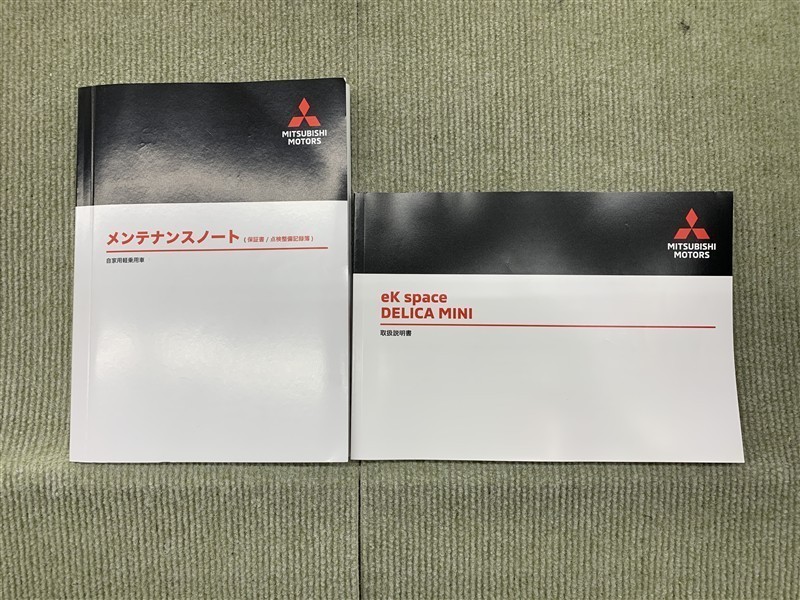 MITSUBISHI
MOTORS
メンテナンスノート (保証書 / 点検整備記録簿)
自家用軽乗用車
MITSUBISHI
MOTORS
eK space
DELICA MINI
取扱説明書